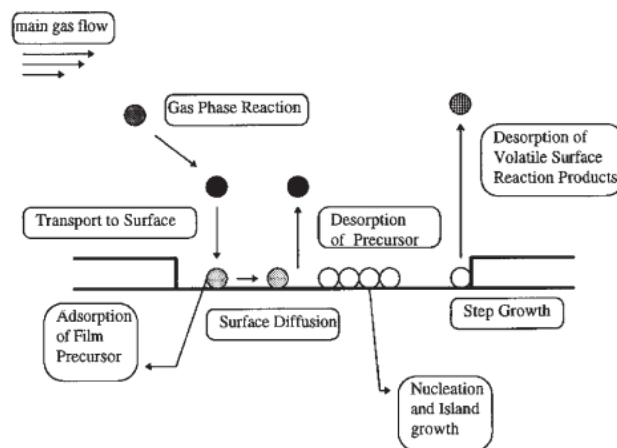 main gas flow
Gas Phase Reaction
Desorption of
Volatile Surface
Reaction Products
Transport to Surface
Desorption
of Precursor
Adsorption
of Film
Precursor
Surface Diffusion
Step Growth
Nucleation
and Island
growth